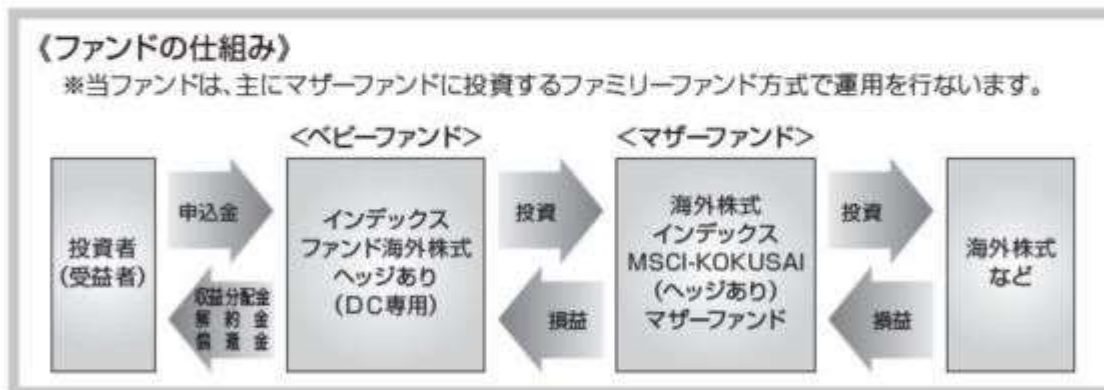 《ファンドの仕組み》
※当ファンドは、主にマザーファンドに投資するファミリーファンド方式で運用を行ないます。
<ベビーファンド>
<マザーファンド>
投資者
(受益者)
申込金
収益分配金
解約金
償還金
インデックス
ファンド海外株式
ヘッジあり
(DC専用)
投資
損益
海外株式
インデックス
MSCI-KOKUSAI
(ヘッジあり)
マザーファンド
投資
損益
海外株式
など